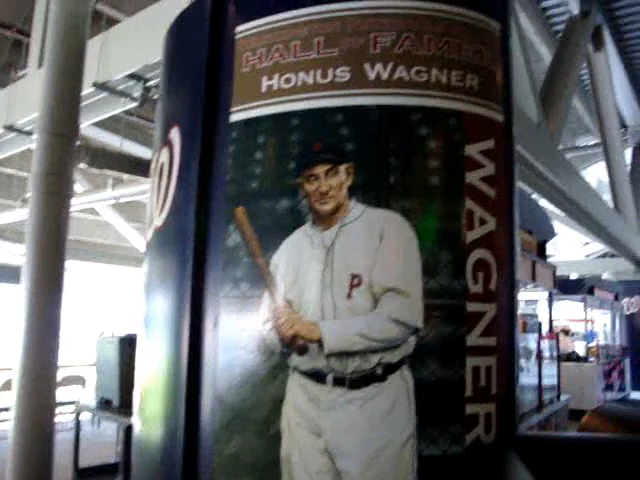 HALL OF FAME
HONUS WAGNER
WAGNER
P
W